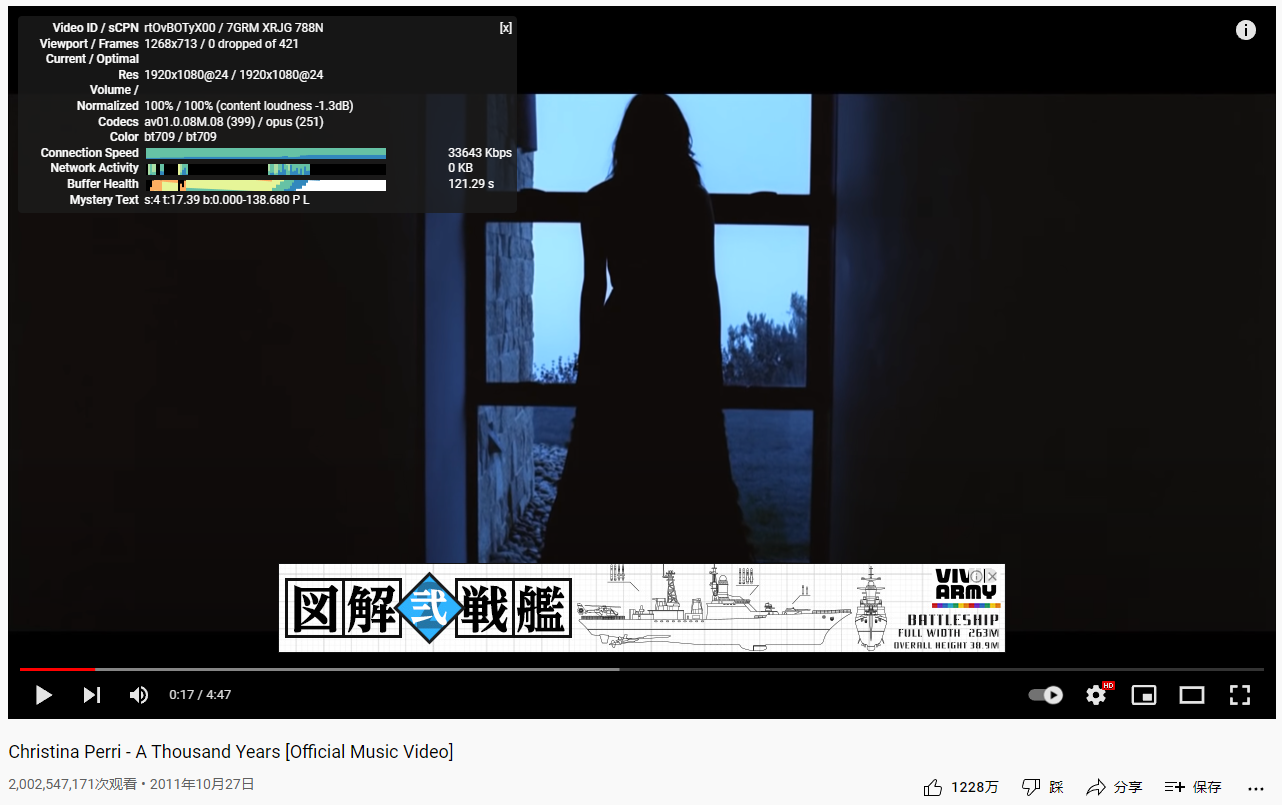 Video ID / sCPN rtOvBOTyX00 / 7GRM XRJG 788N [x]
Viewport / Frames 1268x713 / 0 dropped of 421
Current / Optimal
Res 1920x1080@24 / 1920x1080@24
Volume /
Normalized 100% / 100% (content loudness -1.3dB)
Codecs av01.0.08M.08 (399) / opus (251)
Color bt709 / bt709
Connection Speed 33643 Kbps
Network Activity 0 KB
Buffer Health 121.29 s
Mystery Text s:4 t:17.39 b:0.000-138.680 P L
図解弐戦艦
ARMY
BATTLESHIP
FULL WIDTH 263M
OVERALL HEIGHT 38.9M
0:17 / 4:47
HD
Christina Perri - A Thousand Years [Official Music Video]
2,002,547,171次观看 • 2011年10月27日
1228万 踩 分享 保存